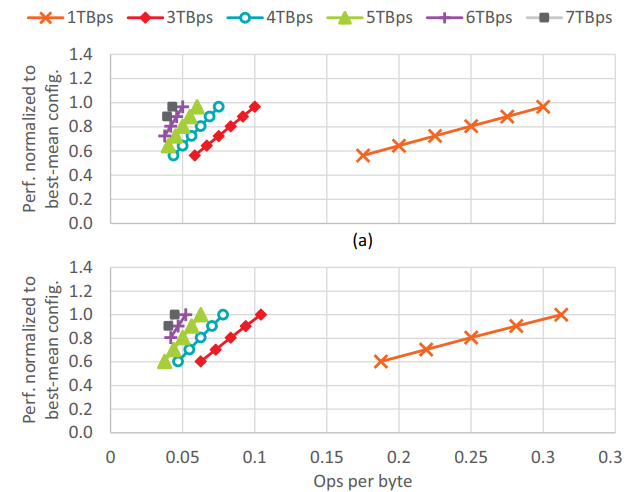 1TBps 3TBps 4TBps 5TBps 6TBps 7TBps
Perf. normalized to
best-mean config.
1.4
1.2
1.0
0.8
0.6
0.4
0.2
0.0
(a)
Perf. normalized to
best-mean config.
1.4
1.2
1.0
0.8
0.6
0.4
0.2
0.0
0 0.05 0.1 0.15 0.2 0.25 0.3 0.3
Ops per byte